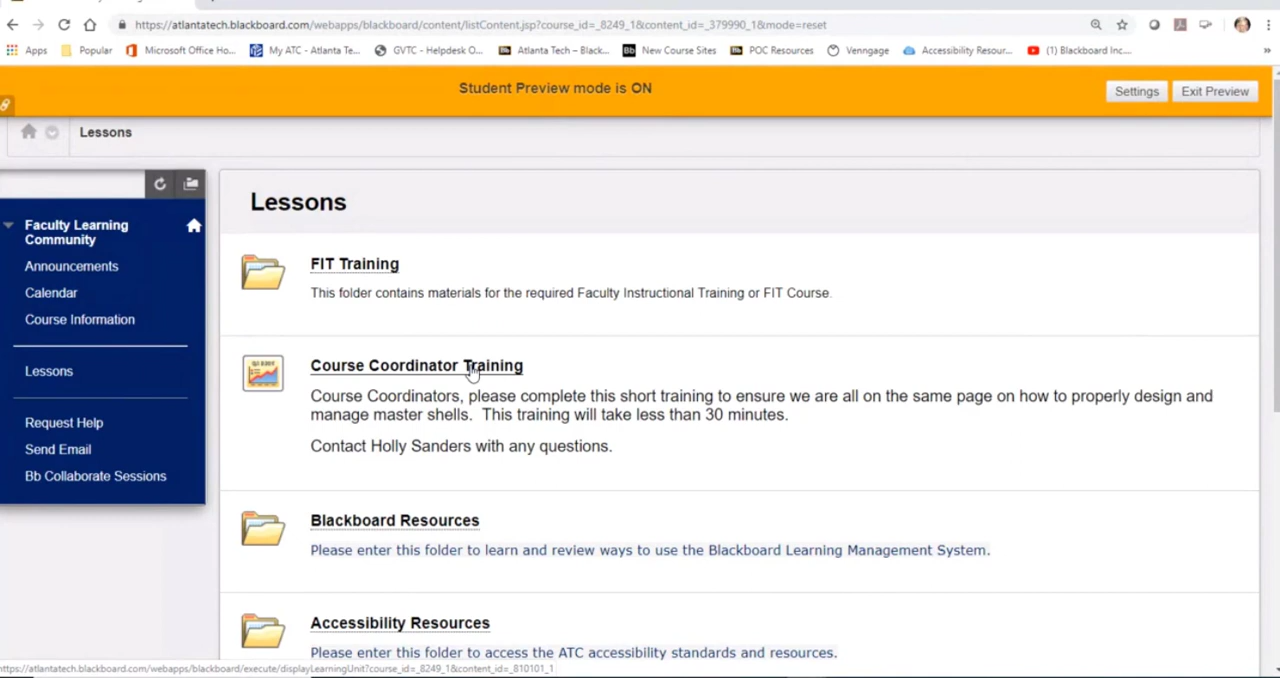 https://atlantatech.blackboard.com/webapps/blackboard/content/listContent.jsp?course_id=_8249_1&content_id=_379990_1&mode=reset
Apps Popular Microsoft Office Ho... My ATC - Atlanta Te... GVTC - Helpdesk O... Atlanta Tech – Black... New Course Sites POC Resources Venngage Accessibility Resour... (1) Blackboard Inc... »
Student Preview mode is ON
Settings Exit Preview
Lessons
Faculty Learning
Community
Announcements
Calendar
Course Information
Lessons
Request Help
Send Email
Bb Collaborate Sessions
Lessons
FIT Training
This folder contains materials for the required Faculty Instructional Training or FIT Course.
Course Coordinator Training
Course Coordinators, please complete this short training to ensure we are all on the same page on how to properly design and
manage master shells. This training will take less than 30 minutes.
Contact Holly Sanders with any questions.
Blackboard Resources
Please enter this folder to learn and review ways to use the Blackboard Learning Management System.
Accessibility Resources
Please enter this folder to access the ATC accessibility standards and resources.
https://atlantatech.blackboard.com/webapps/blackboard/execute/displayLearningUnit?course_id=_8249_1&content_id=_810101_1